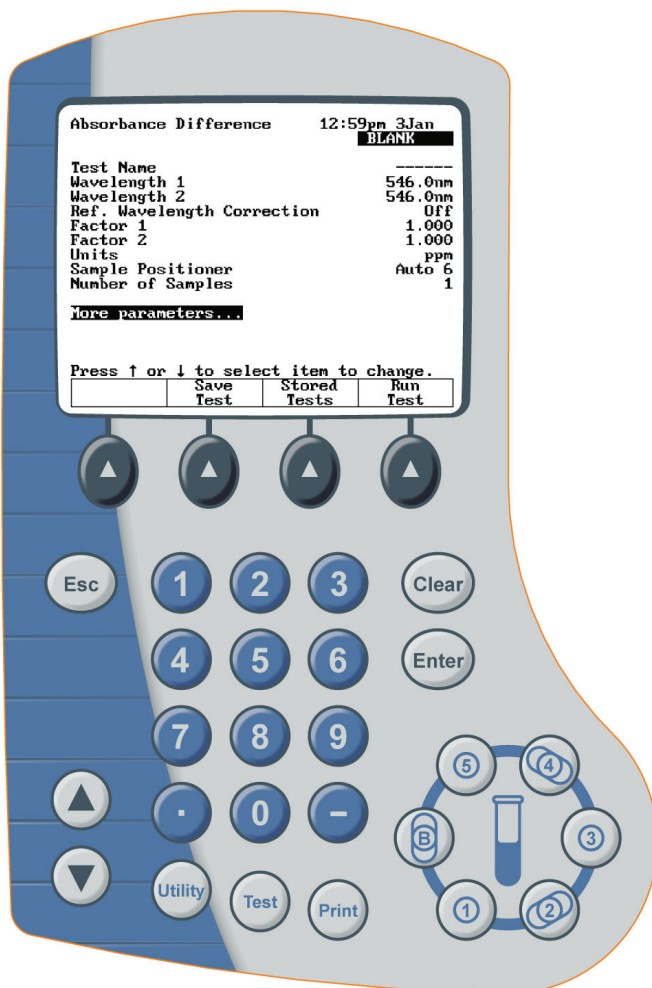 Absorbance Difference 12:59pm 3Jan
BLANK
Test Name ------
Wavelength 1 546.0nm
Wavelength 2 546.0nm
Ref. Wavelength Correction Off
Factor 1 1.000
Factor 2 1.000
Units ppm
Sample Positioner Auto 6
Number of Samples 1
More parameters...
Press ↑ or ↓ to select item to change.
Save Test Stored Tests Run Test
Esc 1 2 3 Clear
4 5 6 Enter
7 8 9
. 0 -
Utility Test Print
5 4
B 3
1 2